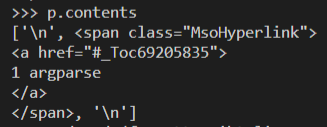 >>> p.contents
['\n', <span class="MsoHyperlink">
<a href="#_Toc69205835">
1 argparse
</a>
</span>, '\n']